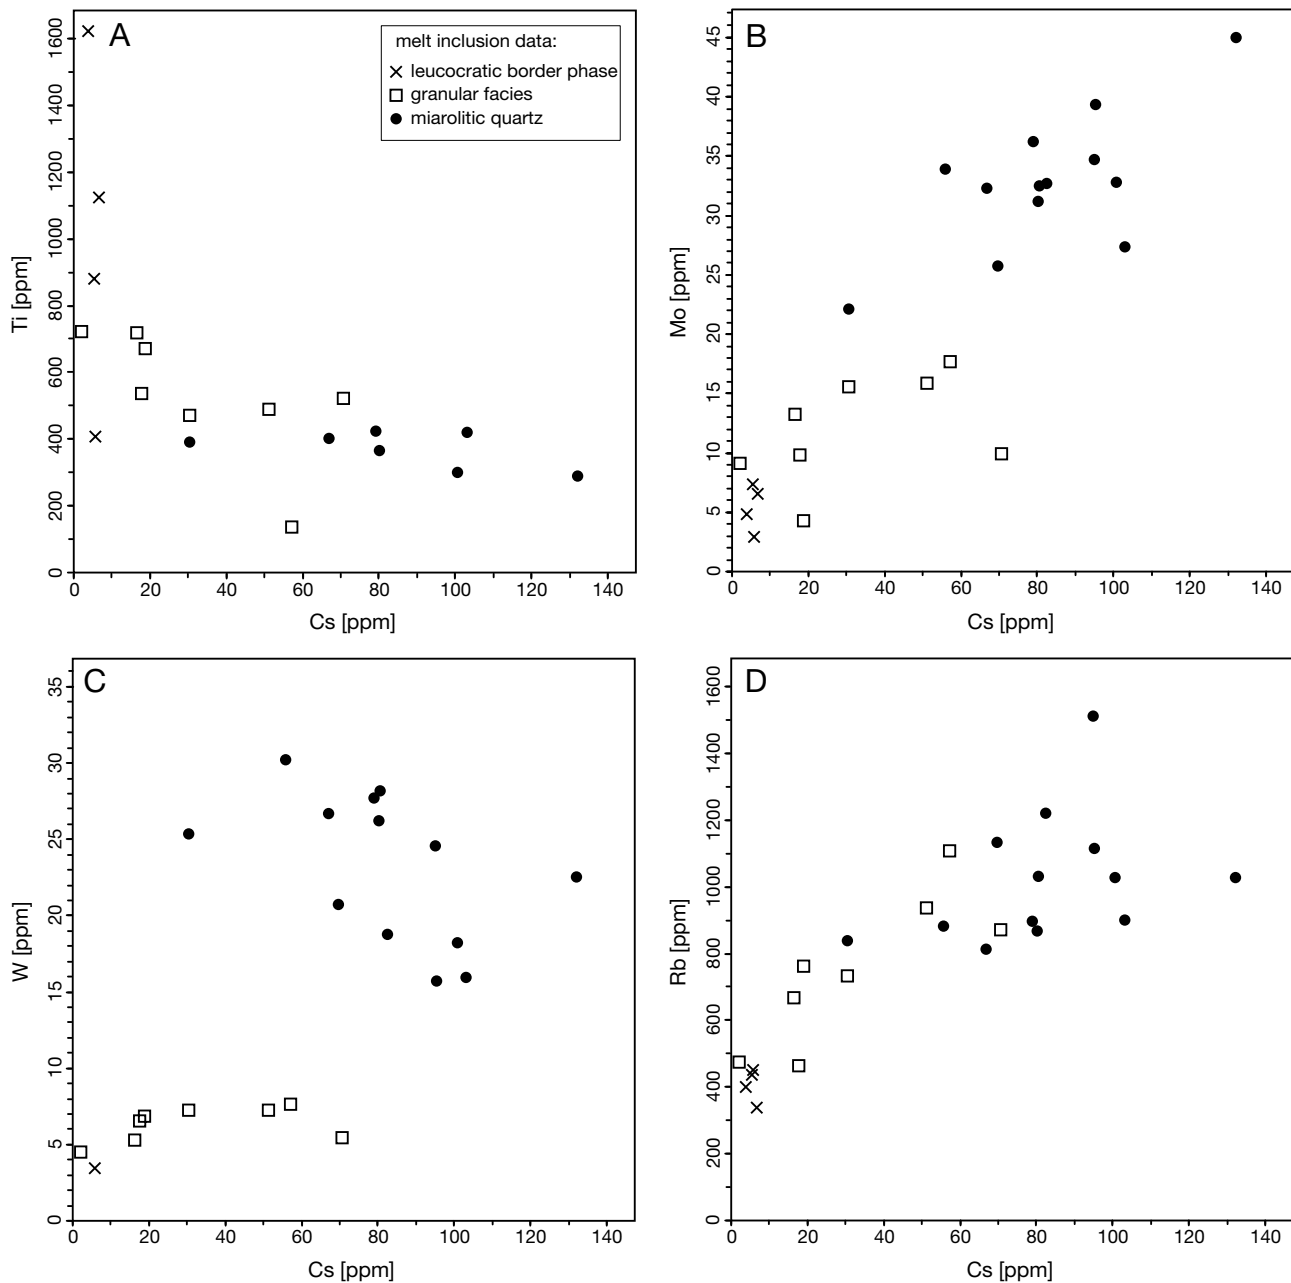 A
melt inclusion data:
leucocratic border phase
granular facies
miarolitic quartz
Ti [ppm]
0 200 400 600 800 1000 1200 1400 1600
0 20 40 60 80 100 120 140
Cs [ppm]
B
Mo [ppm]
0 5 10 15 20 25 30 35 40 45
0 20 40 60 80 100 120 140
Cs [ppm]
C
W [ppm]
0 5 10 15 20 25 30 35
0 20 40 60 80 100 120 140
Cs [ppm]
D
Rb [ppm]
0 200 400 600 800 1000 1200 1400 1600
0 20 40 60 80 100 120 140
Cs [ppm]